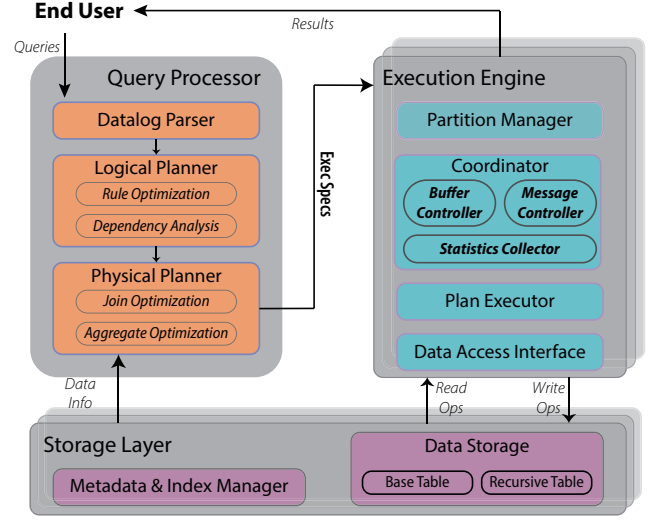 End User
Results
Queries
Query Processor
Datalog Parser
Logical Planner
Rule Optimization
Dependency Analysis
Physical Planner
Join Optimization
Aggregate Optimization
Exec Specs
Execution Engine
Partition Manager
Coordinator
Buffer
Controller
Message
Controller
Statistics Collector
Plan Executor
Data Access Interface
Data
Info
Read
Ops
Write
Ops
Storage Layer
Metadata & Index Manager
Data Storage
Base Table
Recursive Table